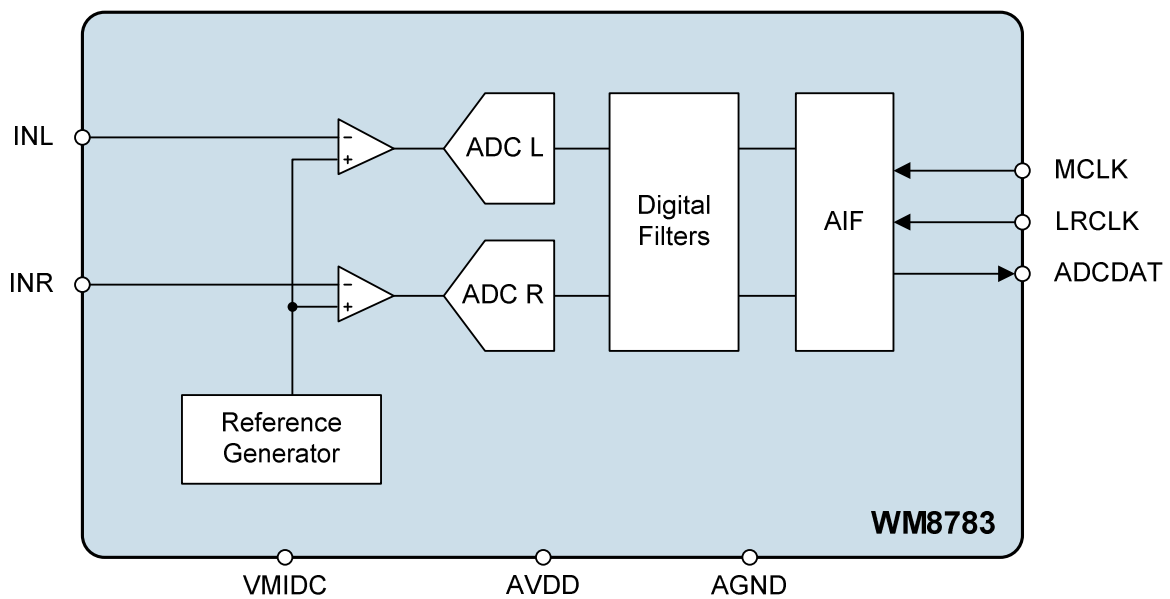 INL
-
+
ADC L
Digital
Filters
AIF
MCLK
LRCLK
ADCDAT
INR
-
+
ADC R
Reference
Generator
WM8783
VMIDC
AVDD
AGND